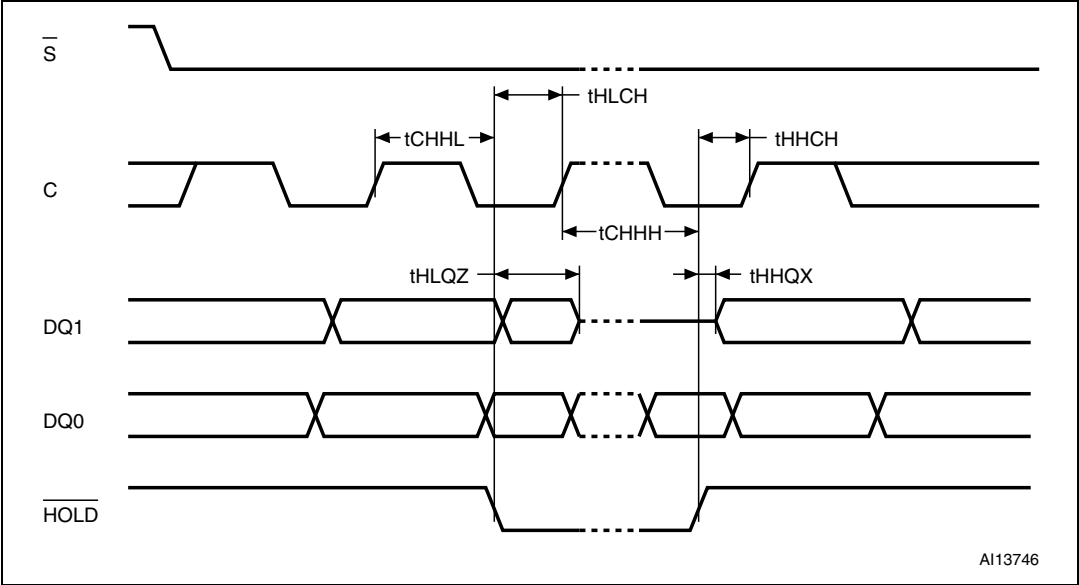 S
tHLCH
tCHHL
tHHCH
C
tCHHH
tHLQZ
tHHQX
DQ1
DQ0
HOLD
AI13746